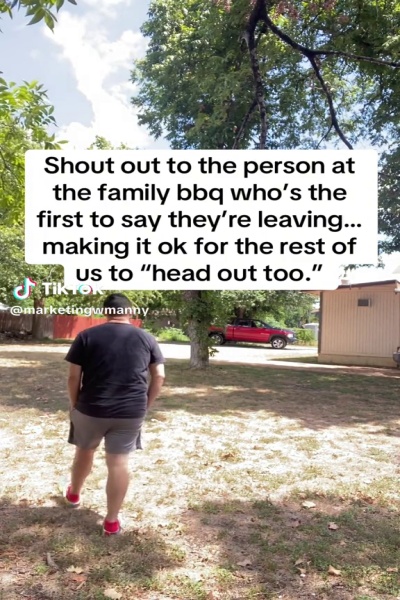 Shout out to the person at
the family bbq who's the
first to say they're leaving...
making it ok for the rest of
us to “head out too.”
TikTok
@marketingwmanny